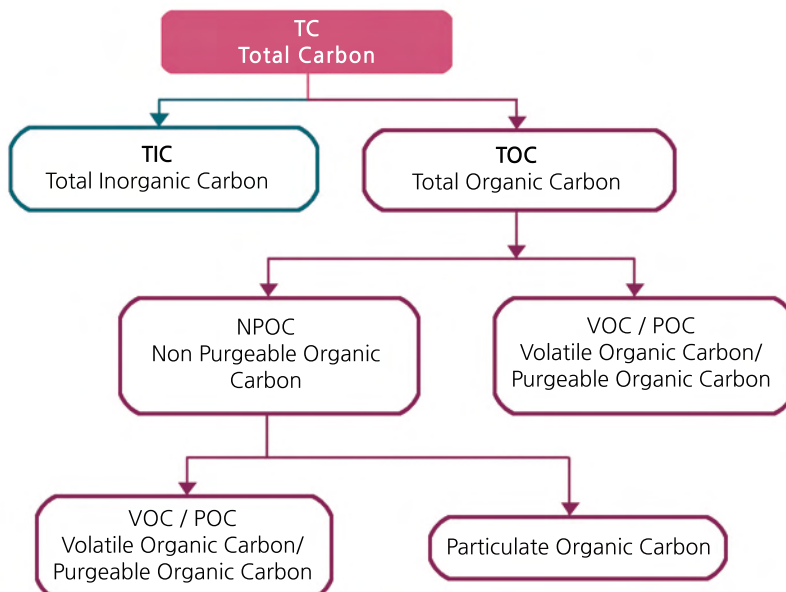 TC
Total Carbon
TIC
Total Inorganic Carbon
TOC
Total Organic Carbon
NPOC
Non Purgeable Organic
Carbon
VOC / POC
Volatile Organic Carbon/
Purgeable Organic Carbon
VOC / POC
Volatile Organic Carbon/
Purgeable Organic Carbon
Particulate Organic Carbon